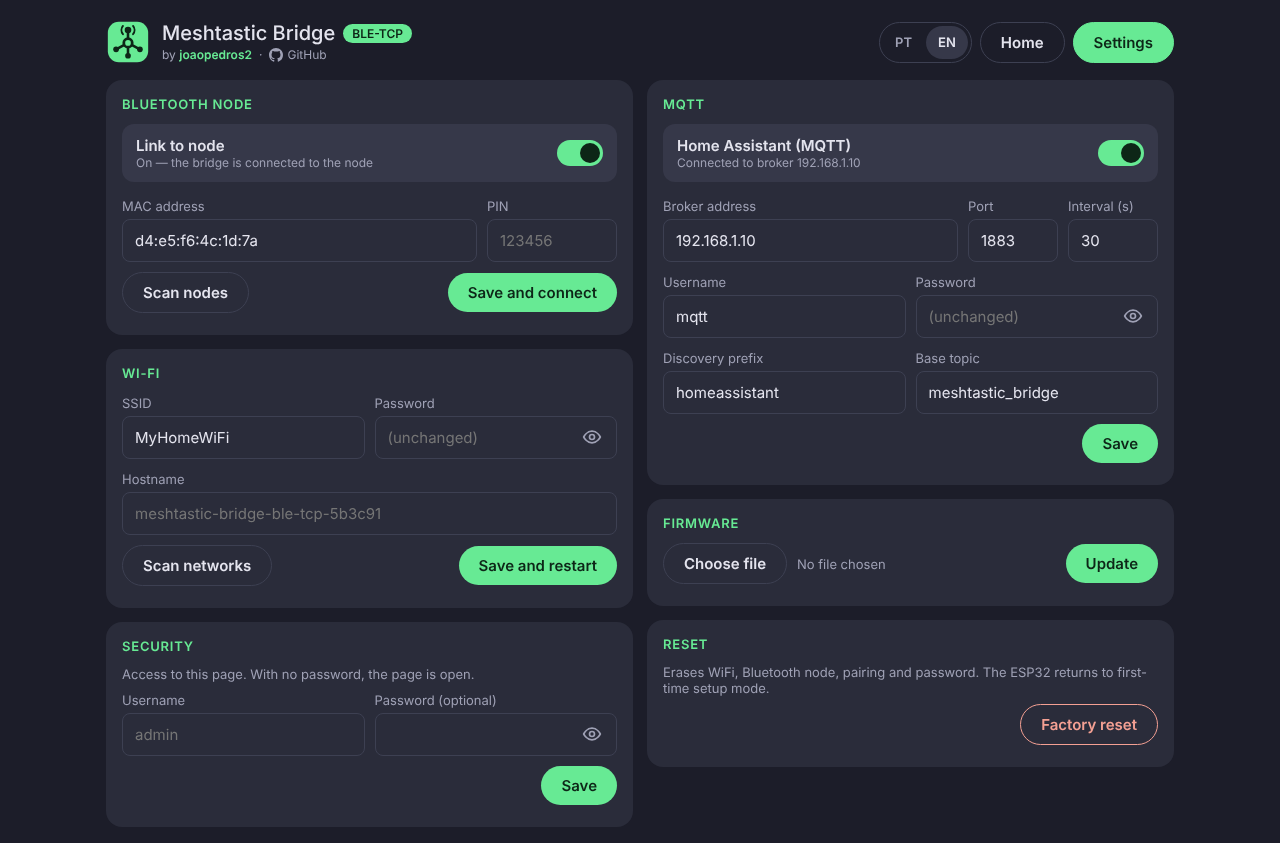 Meshtastic Bridge BLE-TCP
by joaopedros2 · GitHub
PT EN Home Settings
BLUETOOTH NODE
Link to node
On — the bridge is connected to the node
MAC address PIN
d4:e5:f6:4c:1d:7a 123456
Scan nodes Save and connect
WI-FI
SSID Password
MyHomeWiFi (unchanged)
Hostname
meshtastic-bridge-ble-tcp-5b3c91
Scan networks Save and restart
SECURITY
Access to this page. With no password, the page is open.
Username Password (optional)
admin
Save
MQTT
Home Assistant (MQTT)
Connected to broker 192.168.1.10
Broker address Port Interval (s)
192.168.1.10 1883 30
Username Password
mqtt (unchanged)
Discovery prefix Base topic
homeassistant meshtastic_bridge
Save
FIRMWARE
Choose file No file chosen Update
RESET
Erases WiFi, Bluetooth node, pairing and password. The ESP32 returns to first-
time setup mode.
Factory reset